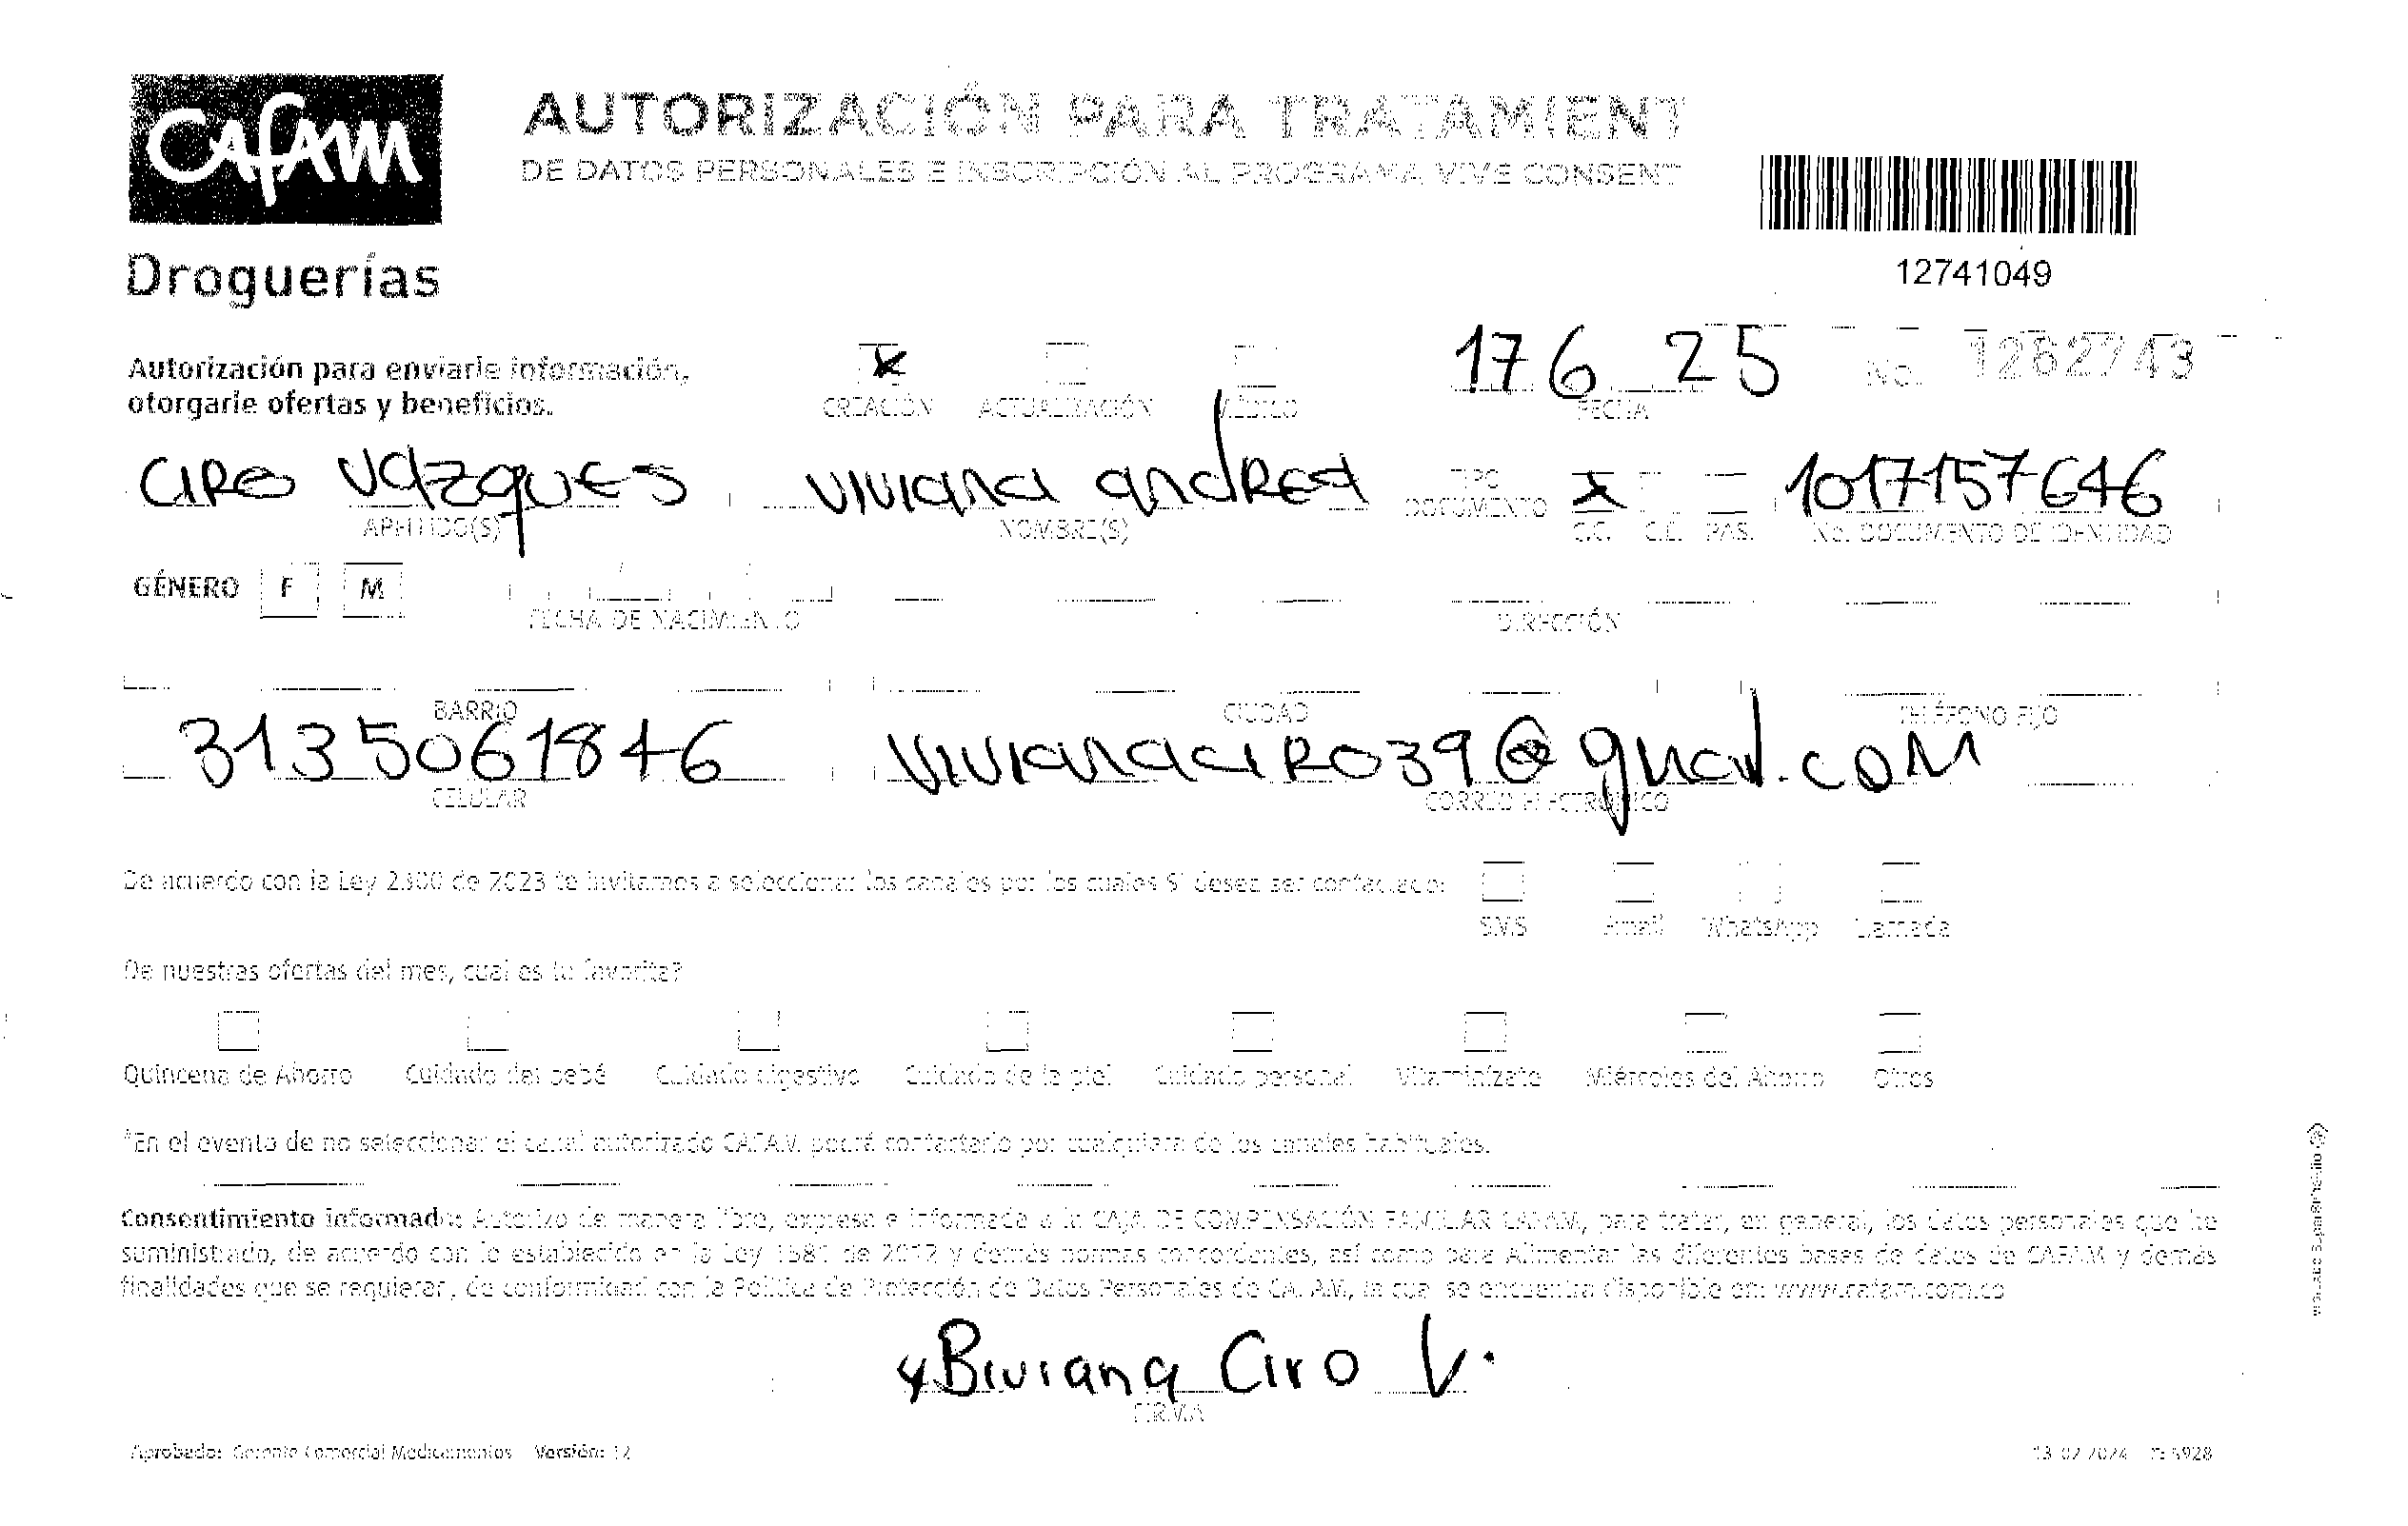 Cafam
AUTORIZACIÓN PARA TRATAMIENT
DE DATOS PERSONALES E INSCRIPCIÓN AL PROGRAMA VIVE CONSENT
Droguerías
12741049
Autorización para enviarle información,
otorgarle ofertas y beneficios.
x
CREACIÓN ACTUALIZACIÓN MÉDICO
17 6 25
FECHA
No. 1262743
CIRO VAZQUES VIVIANA ANDREA
APELLIDO(S) NOMBRE(S)
TIPO DOCUMENTO x C.C. C.E. PAS.
1017157646
No. DOCUMENTO DE IDENTIDAD
GÉNERO F M
FECHA DE NACIMIENTO DIRECCIÓN
BARRIO CIUDAD TELÉFONO FIJO
3135061846 VIVIANACIRO39@gmail.com
CELULAR CORREO ELECTRÓNICO
De acuerdo con la Ley 2300 de 2023 te invitamos a seleccionar los canales por los cuales SI desea ser contactado:
SMS Email WhatsApp Llamada
De nuestras ofertas del mes, cual es tu favorita?
Quincena de Ahorro Cuidado del bebé Cuidado digestivo Cuidado de la piel Cuidado personal Vitaminízate Miércoles del Ahorro Otros
*En el evento de no seleccionar el canal autorizado CAFAM podrá contactarlo por cualquiera de los canales habituales.
Consentimiento informado: Autorizo de manera libre, expresa e informada a la CAJA DE COMPENSACIÓN FAMILIAR CAFAM, para tratar, en general, los datos personales que he
suministrado, de acuerdo con lo establecido en la Ley 1581 de 2012 y demás normas concordantes, así como para Alimentar las diferentes bases de datos de CAFAM y demás
finalidades que se requieran, de conformidad con la Política de Protección de Datos Personales de CAFAM, la cual se encuentra disponible en: www.cafam.com.co
x Biviana Ciro V.
FIRMA
Aprobado: Gerente Comercial Medicamentos Versión: 12
13 02 2024